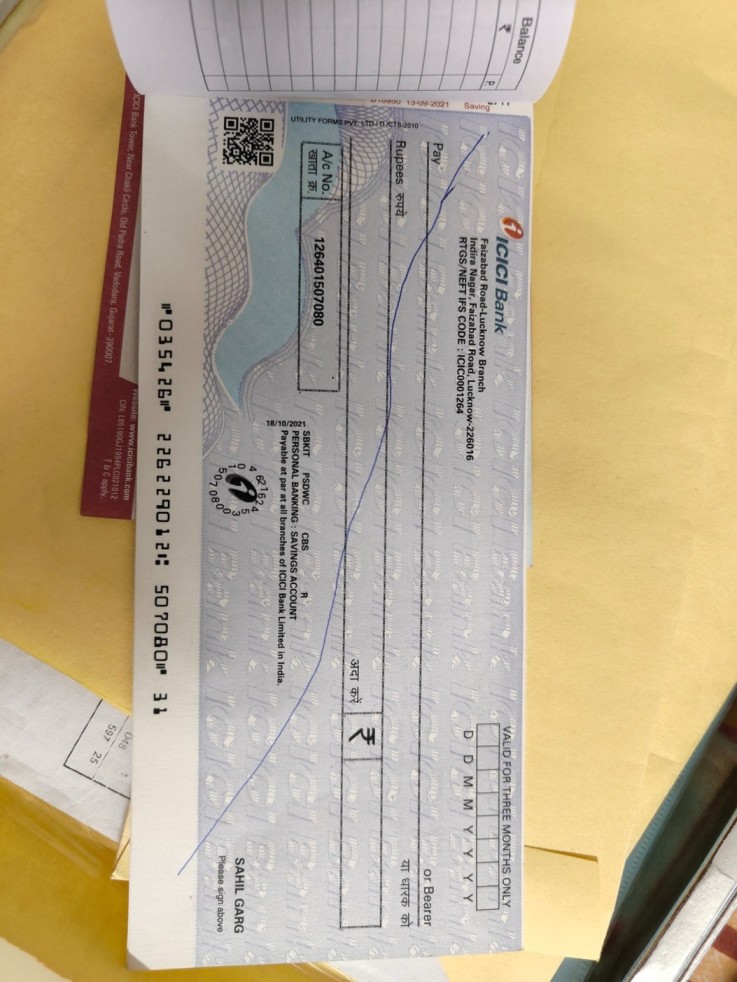 Balance
₹
P.
016950 13-09-2021 Saving
UTILITY FORMS PVT. LTD./ D./CTS-2010
ICICI Bank
Faizabad Road-Lucknow Branch
Indira Nagar, Faizabad Road, Lucknow-226016
RTGS/NEFT IFS CODE : ICIC0001264
VALID FOR THREE MONTHS ONLY
D D M M Y Y Y Y
Pay
or Bearer
या धारक को
Rupees रुपये
अदा करें
₹
A/c No.
खाता क्र.
126401507080
18/10/2021
SBKIT PSDWC CBS R
PERSONAL BANKING : SAVINGS ACCOUNT
Payable at par at all branches of ICICI Bank Limited in India.
SAHIL GARG
Please sign above
⑈035426⑈ 226229012⑆ 507080⑈ 31
ICICI Bank Tower, Near Chakli Circle, Old Padra Road, Vadodara, Gujarat - 390007.
Website: www.icicibank.com
CIN: L65190GJ1994PLC021012
T & C apply.
597 25